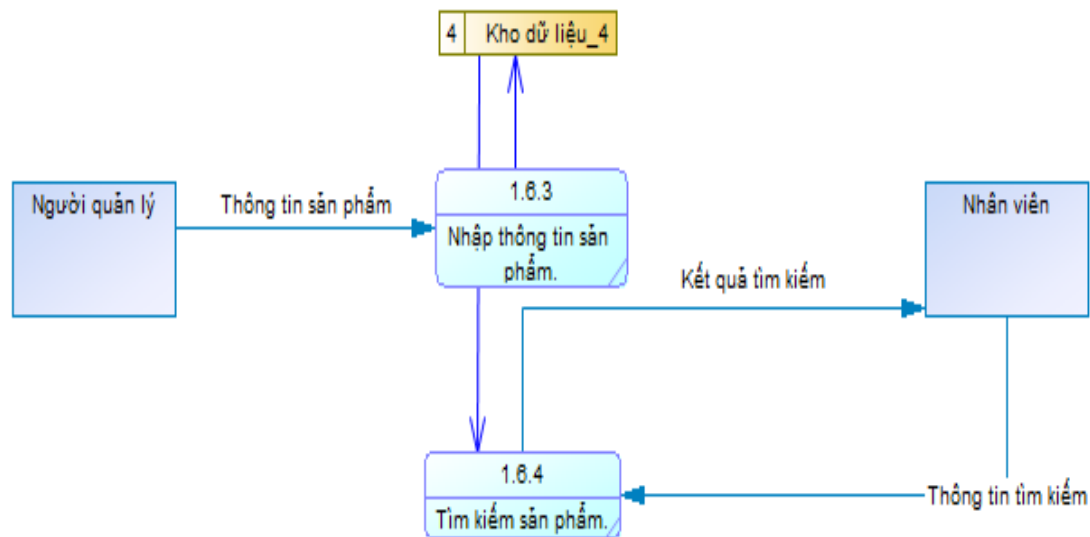 4 Kho dữ liệu_4
Người quản lý
Thông tin sản phẩm
1.6.3
Nhập thông tin sản
phẩm.
Nhân viên
Kết quả tìm kiếm
1.6.4
Tìm kiếm sản phẩm.
Thông tin tìm kiếm